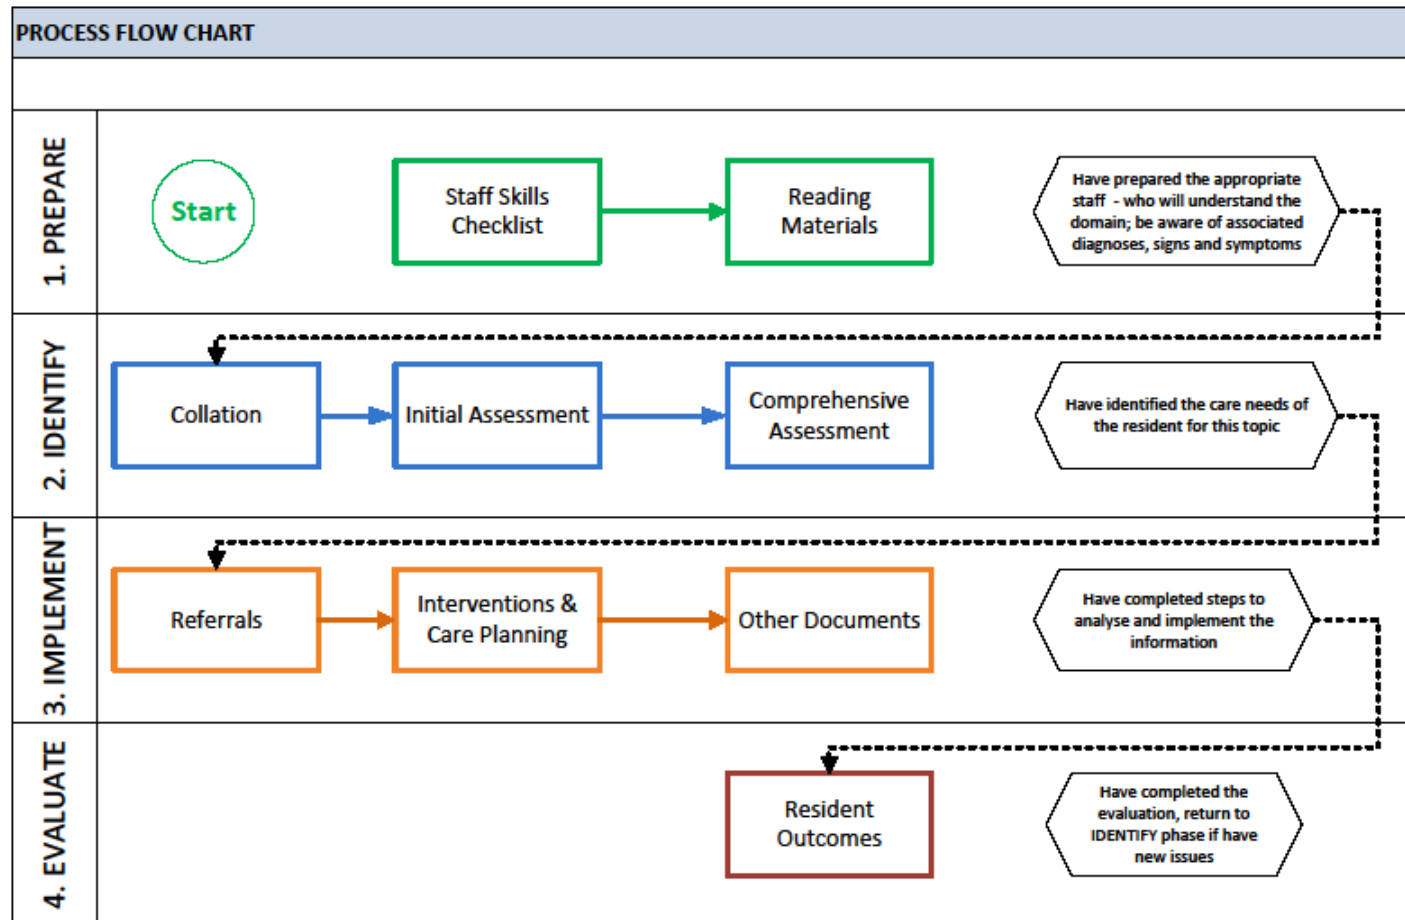 PROCESS FLOW CHART
1. PREPARE
Start
Staff Skills
Checklist
Reading
Materials
Have prepared the appropriate
staff - who will understand the
domain; be aware of associated
diagnoses, signs and symptoms
2. IDENTIFY
Collation
Initial Assessment
Comprehensive
Assessment
Have identified the care needs of
the resident for this topic
3. IMPLEMENT
Referrals
Interventions &
Care Planning
Other Documents
Have completed steps to
analyse and implement the
information
4. EVALUATE
Resident
Outcomes
Have completed the
evaluation, return to
IDENTIFY phase if have
new issues